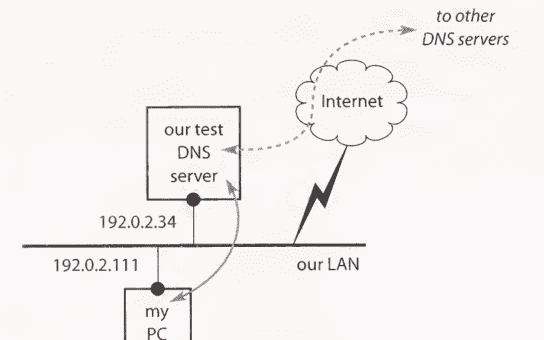 to other
DNS servers
Internet
our test
DNS
server
192.0.2.34
192.0.2.111
our LAN
my
PC